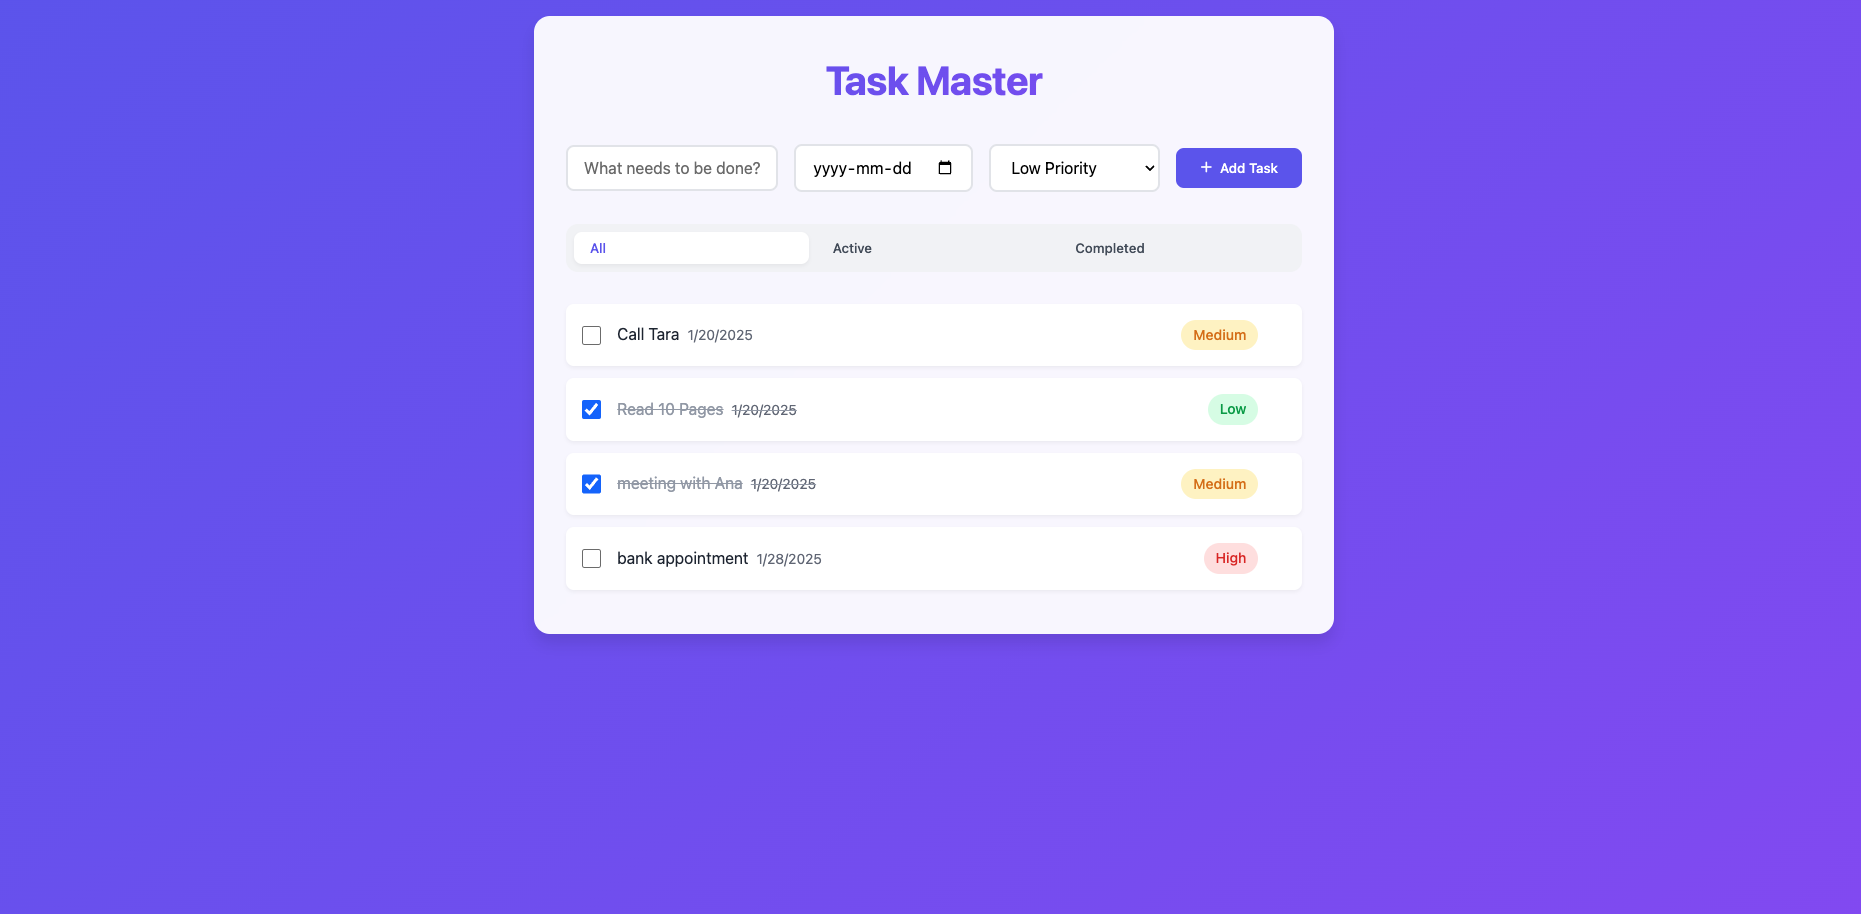 Task Master
What needs to be done? yyyy-mm-dd Low Priority + Add Task
All Active Completed
Call Tara 1/20/2025 Medium
Read 10 Pages 1/20/2025 Low
meeting with Ana 1/20/2025 Medium
bank appointment 1/28/2025 High